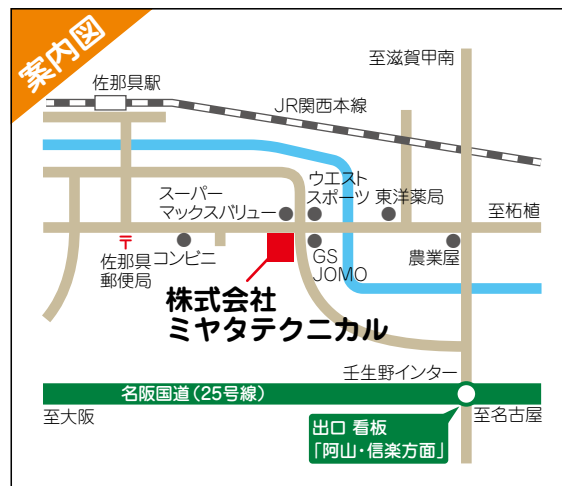 案内図
至滋賀甲南
佐那具駅
JR関西本線
スーパー
マックスバリュー
ウエスト
スポーツ
東洋薬局
至柘植
〒
佐那具
郵便局
コンビニ
GS
JOMO
農業屋
株式会社
ミヤタテクニカル
壬生野インター
名阪国道(25号線)
至大阪
至名古屋
出口 看板
「阿山・信楽方面」